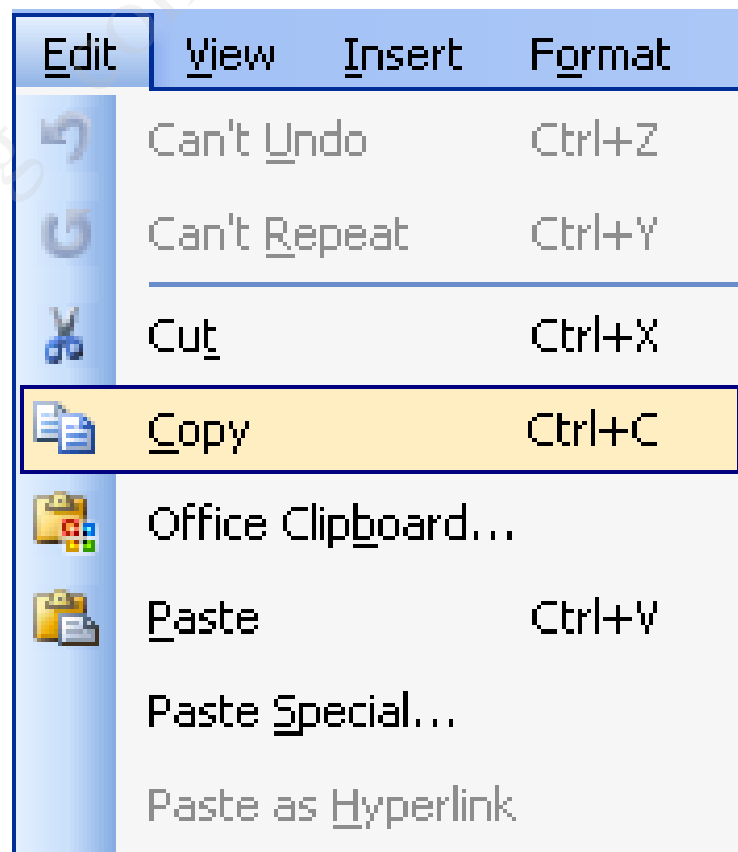 Edit View Insert Format
Can't Undo Ctrl+Z
Can't Repeat Ctrl+Y
Cut Ctrl+X
Copy Ctrl+C
Office Clipboard...
Paste Ctrl+V
Paste Special...
Paste as Hyperlink